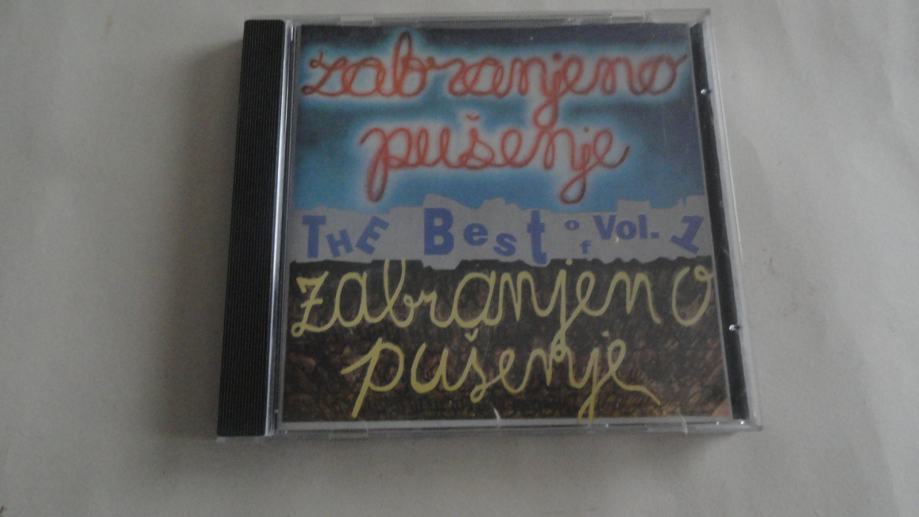 zabranjeno
pušenje
THE Best of Vol. 1
zabranjeno
pušenje